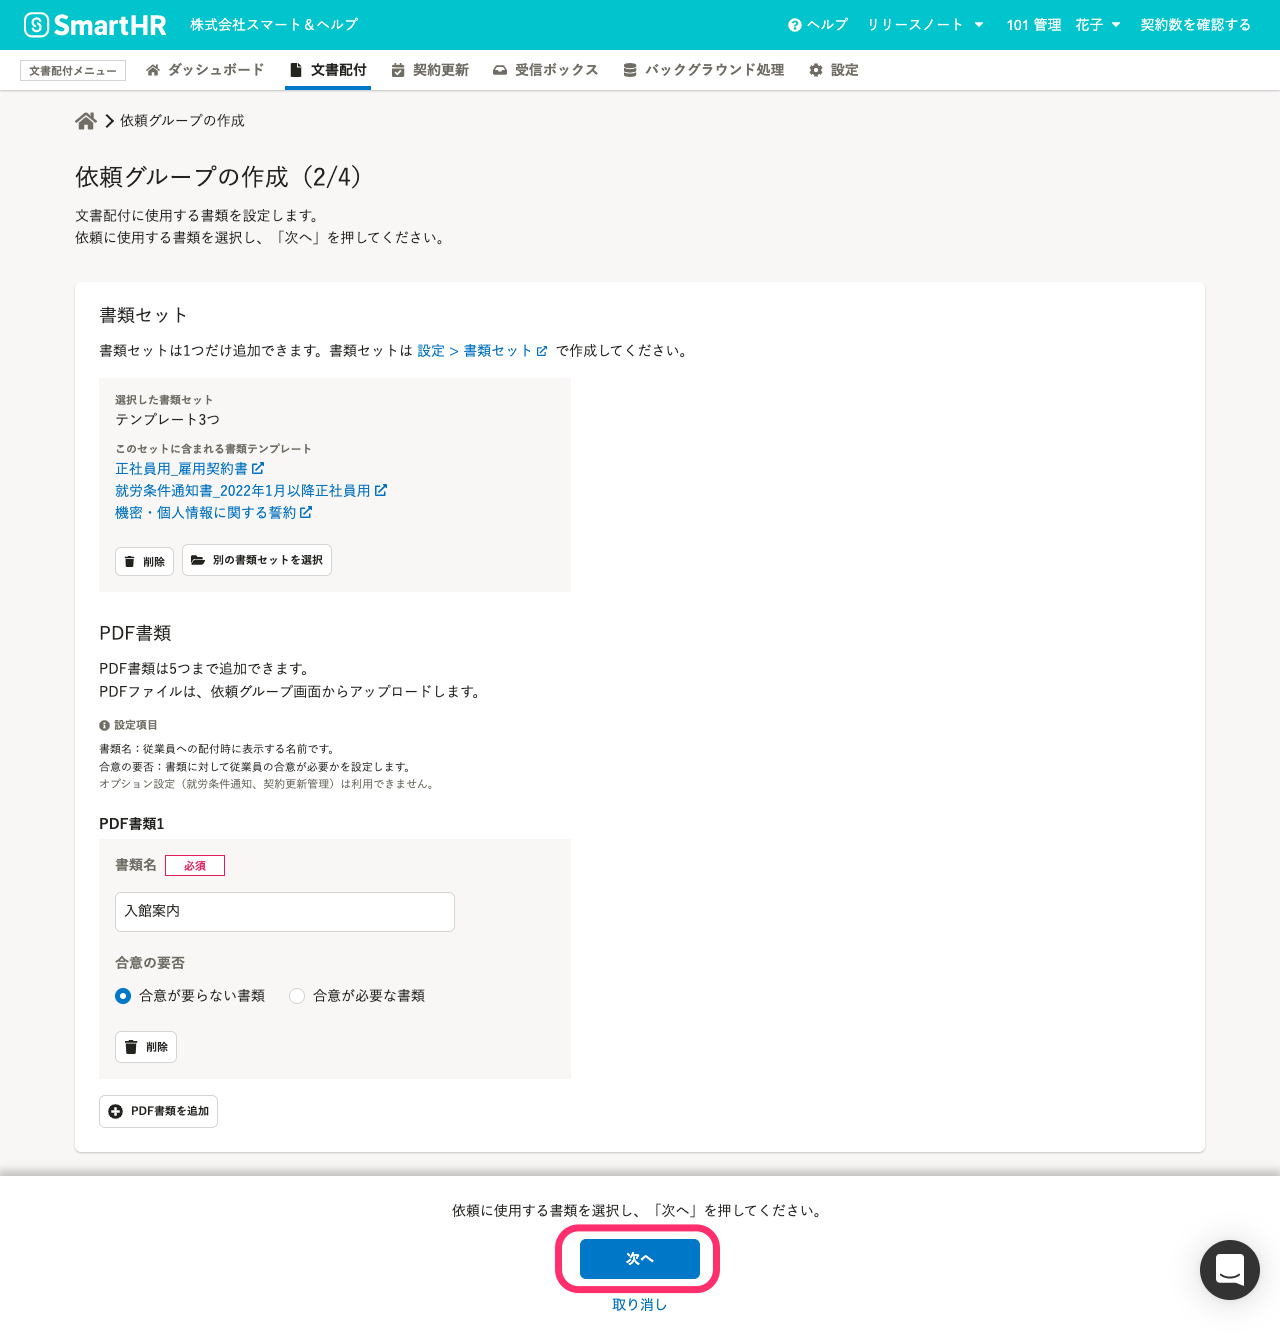 SmartHR 株式会社スマート＆ヘルプ ヘルプ リリースノート 101 管理 花子 契約数を確認する
文書配付メニュー ダッシュボード 文書配付 契約更新 受信ボックス バックグラウンド処理 設定
依頼グループの作成
依頼グループの作成（2/4）
文書配付に使用する書類を設定します。
依頼に使用する書類を選択し、「次へ」を押してください。
書類セット
書類セットは1つだけ追加できます。書類セットは 設定 > 書類セット で作成してください。
選択した書類セット
テンプレート3つ
このセットに含まれる書類テンプレート
正社員用_雇用契約書
就労条件通知書_2022年1月以降正社員用
機密・個人情報に関する誓約
削除 別の書類セットを選択
PDF書類
PDF書類は5つまで追加できます。
PDFファイルは、依頼グループ画面からアップロードします。
設定項目
書類名：従業員への配付時に表示する名前です。
合意の要否：書類に対して従業員の合意が必要かを設定します。
オプション設定（就労条件通知、契約更新管理）は利用できません。
PDF書類1
書類名 必須
入館案内
合意の要否
合意が要らない書類 合意が必要な書類
削除
PDF書類を追加
依頼に使用する書類を選択し、「次へ」を押してください。
次へ
取り消し